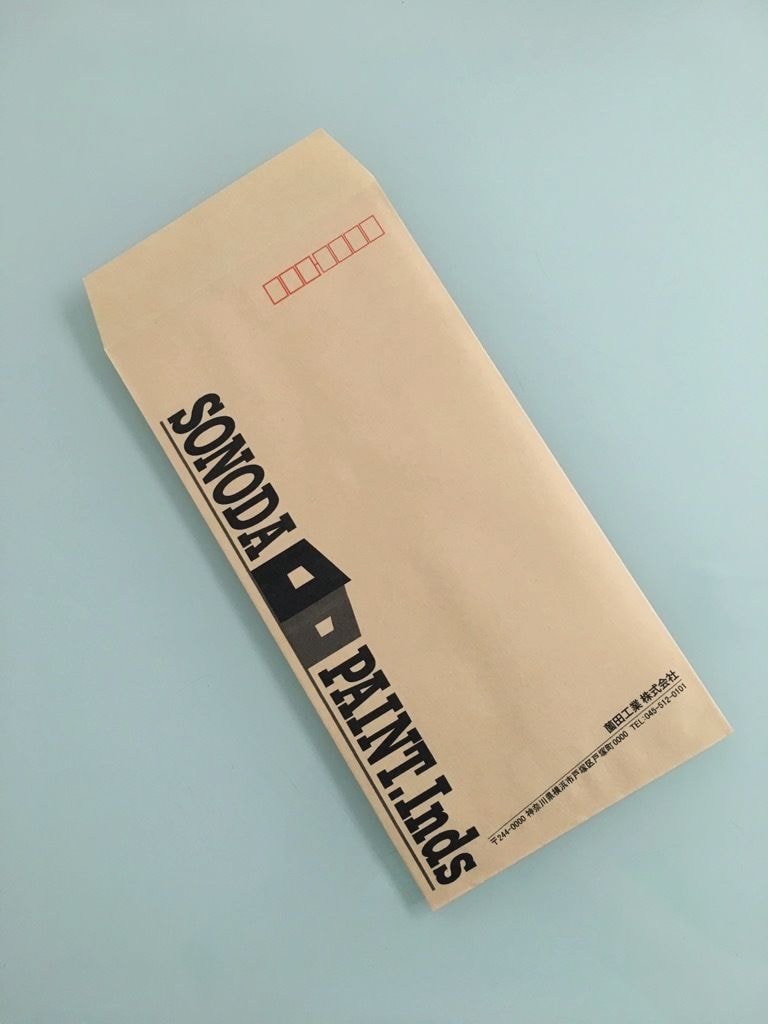 SONODA PAINT.Inds
薗田工業 株式会社
〒244-0000 神奈川県横浜市戸塚区戸塚町0000 TEL:045-512-0101